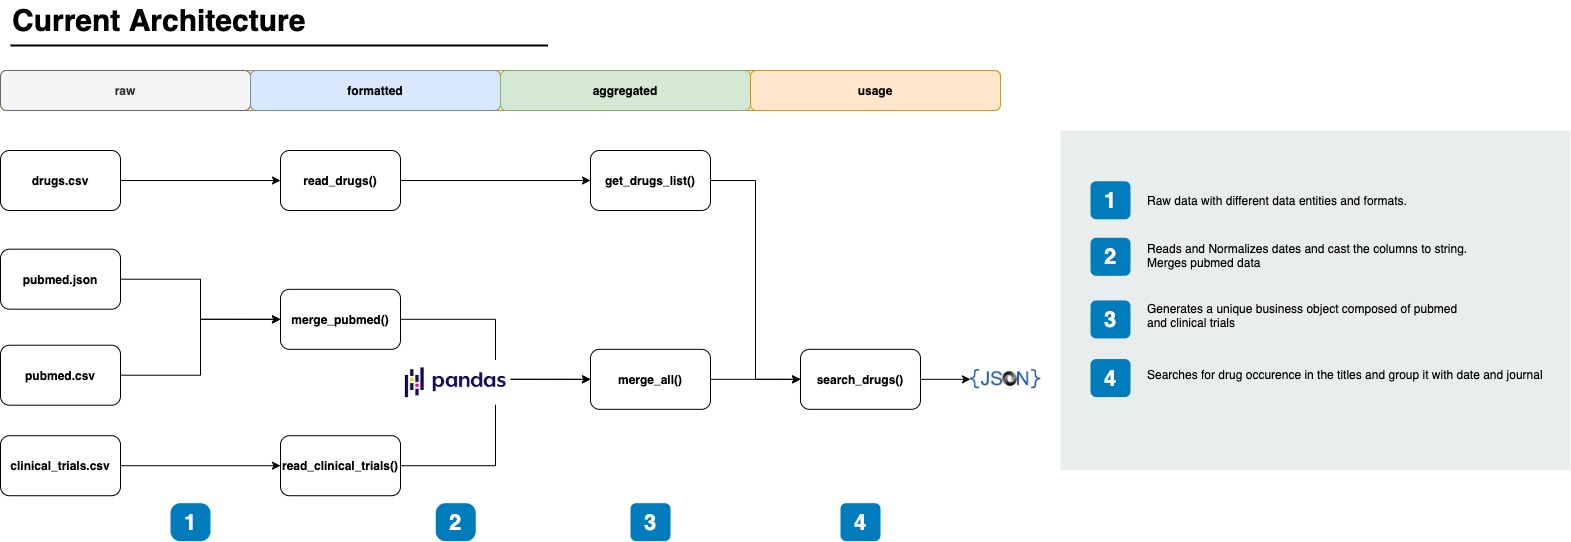 Current Architecture
raw
formatted
aggregated
usage
drugs.csv
read_drugs()
get_drugs_list()
pubmed.json
merge_pubmed()
pubmed.csv
pandas
merge_all()
search_drugs()
{JSON}
clinical_trials.csv
read_clinical_trials()
1
2
3
4
1
Raw data with different data entities and formats.
2
Reads and Normalizes dates and cast the columns to string.
Merges pubmed data
3
Generates a unique business object composed of pubmed
and clinical trials
4
Searches for drug occurence in the titles and group it with date and journal